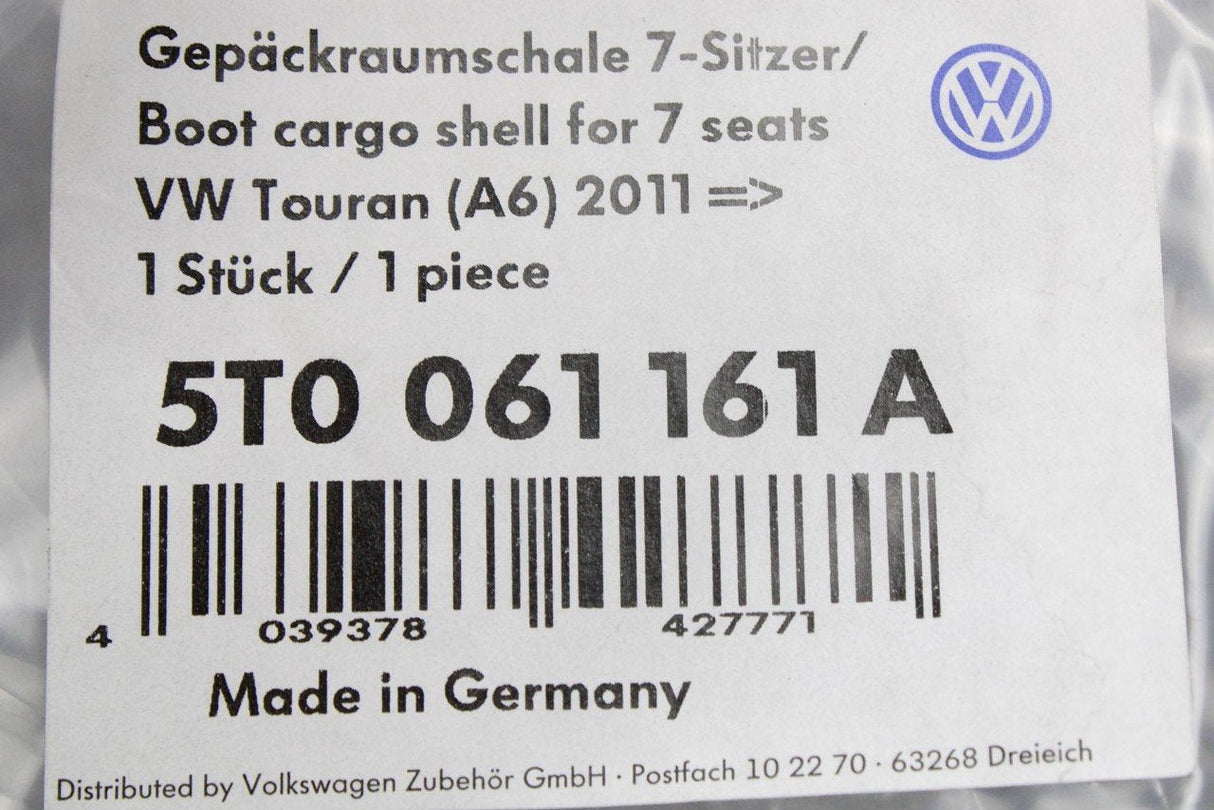 Gepäckraumschale 7-Sitzer/
Boot cargo shell for 7 seats
VW Touran (A6) 2011 =>
1 Stück / 1 piece
5T0 061 161 A
4 039378 427771
Made in Germany
Distributed by Volkswagen Zubehör GmbH · Postfach 10 22 70 · 63268 Dreieich